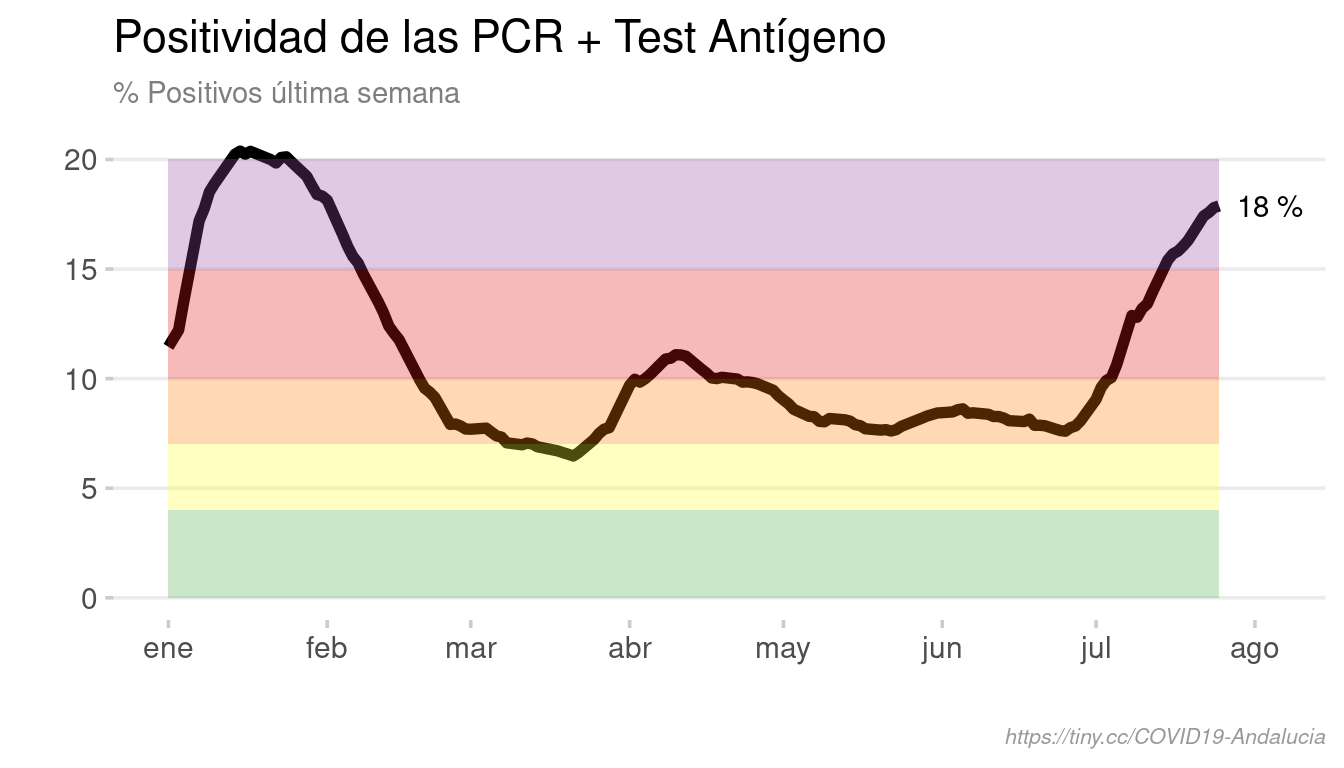 Positividad de las PCR + Test Antígeno
% Positivos última semana
20
18 %
15
10
5
0
ene feb mar abr may jun jul ago
https://tiny.cc/COVID19-Andalucia